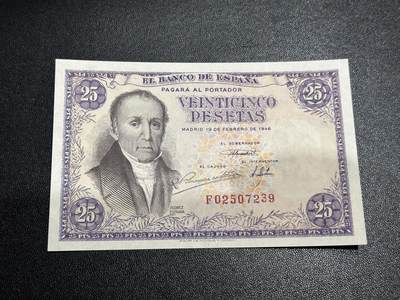 EL BANCO DE ESPAÑA
PAGARÁ AL PORTADOR
25
25
VEINTICINCO
PESETAS
MADRID 19 DE FEBRERO DE 1946
EL GOBERNADOR
EL CAJERO
EL INTERVENTOR
F02507239
25
25
PTS